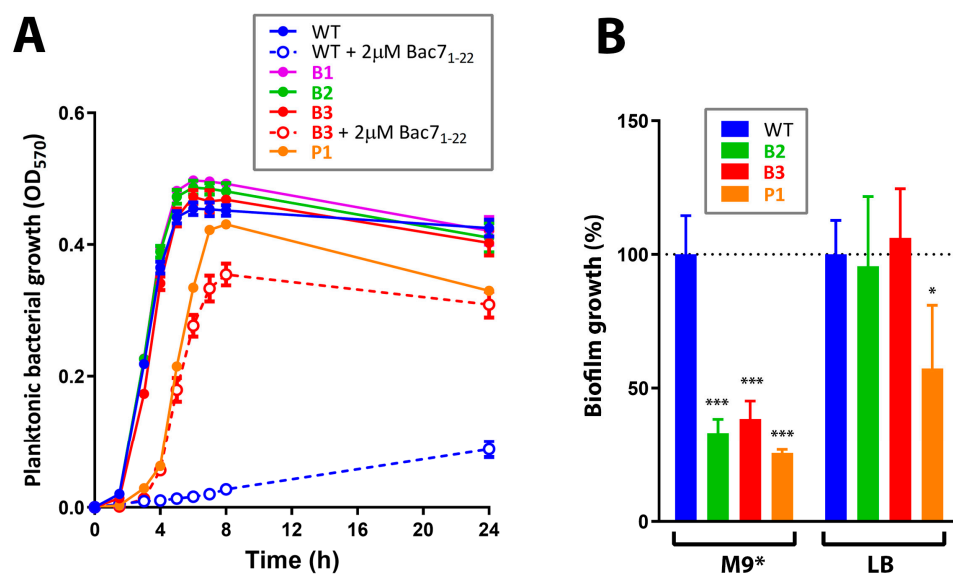 A
WT
WT + 2μM Bac7₁₋₂₂
B1
B2
B3
B3 + 2μM Bac7₁₋₂₂
P1
Planktonic bacterial growth (OD₅₇₀)
0.6
0.4
0.2
0.0
0 4 8 12 16 20 24
Time (h)
B
WT
B2
B3
P1
Biofilm growth (%)
150
100
50
0
***
***
***
*
M9*
LB